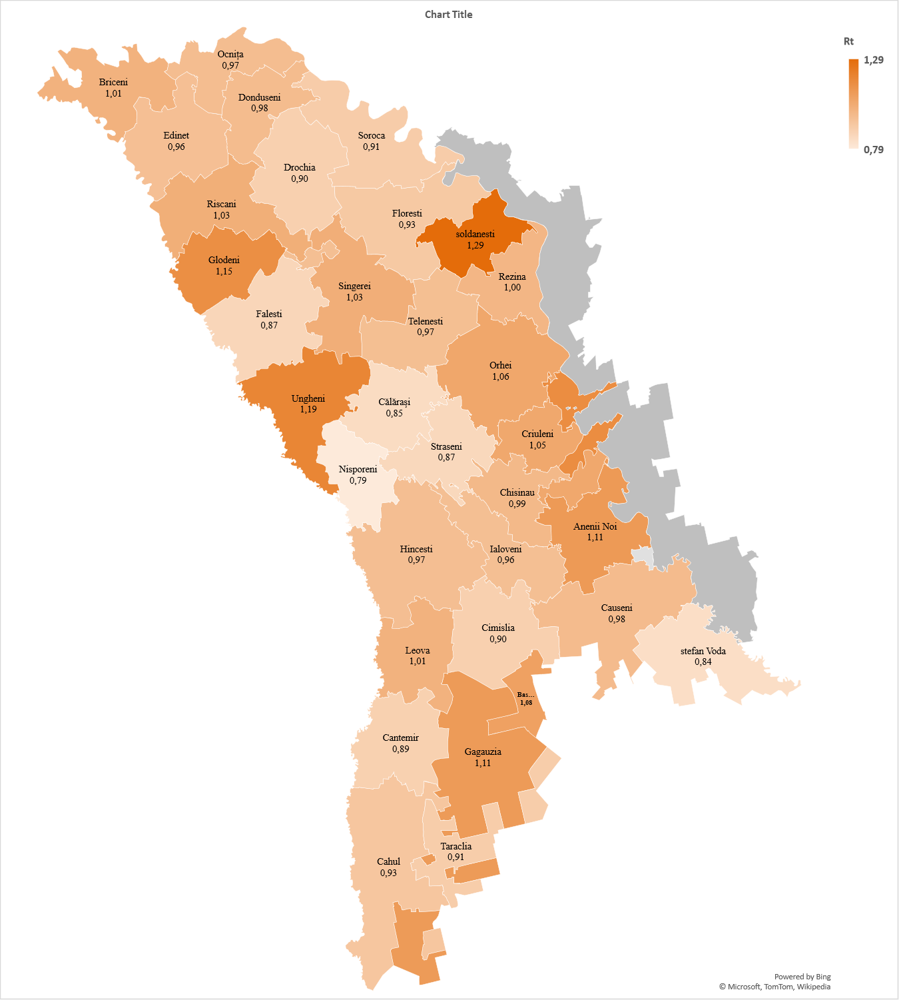 Chart Title
Rt
1,29
0,79
Ocnița
0,97
Briceni
1,01
Donduseni
0,98
Edinet
0,96
Soroca
0,91
Drochia
0,90
Riscani
1,03
Floresti
0,93
soldanesti
1,29
Glodeni
1,15
Rezina
1,00
Singerei
1,03
Falesti
0,87
Telenesti
0,97
Orhei
1,06
Ungheni
1,19
Călărași
0,85
Criuleni
1,05
Straseni
0,87
Nisporeni
0,79
Chisinau
0,99
Anenii Noi
1,11
Hincesti
0,97
Ialoveni
0,96
Causeni
0,98
Cimislia
0,90
Leova
1,01
stefan Voda
0,84
Bas...
1,08
Cantemir
0,89
Gagauzia
1,11
Taraclia
0,91
Cahul
0,93
Powered by Bing
© Microsoft, TomTom, Wikipedia